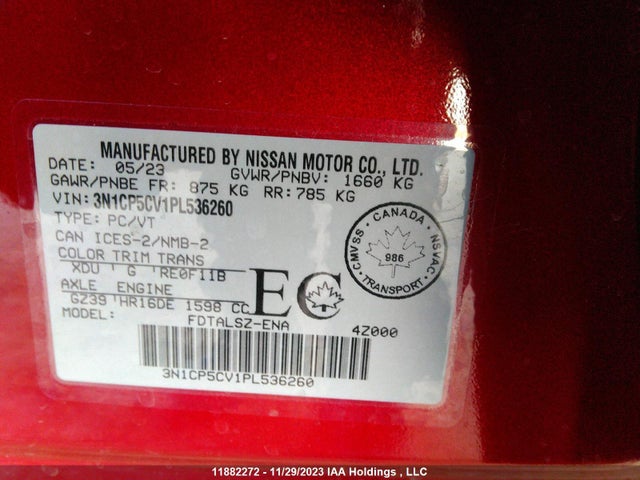 MANUFACTURED BY NISSAN MOTOR CO., LTD.
DATE: 05/23 GVWR/PNBV: 1660 KG
GAWR/PNBE FR: 875 KG RR: 785 KG
VIN: 3N1CP5CV1PL536260
TYPE: PC/VT
CAN ICES-2/NMB-2
COLOR TRIM TRANS
XDU ' G 'RE0F11B
AXLE ENGINE
GZ39 'HR16DE 1598 CC
MODEL: FDTALSZ-ENA 4Z000
EC
CANADA
CMVSS
NSVAC
986
TRANSPORT
3N1CP5CV1PL536260
11882272 - 11/29/2023 IAA Holdings , LLC